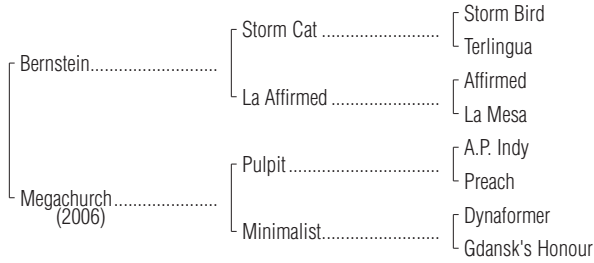 Storm Bird
Storm Cat ........................
Terlingua
Bernstein..........................
Affirmed
La Affirmed ......................
La Mesa
A.P. Indy
Pulpit...............................
Preach
Megachurch.....................
(2006)
Dynaformer
Minimalist........................
Gdansk's Honour